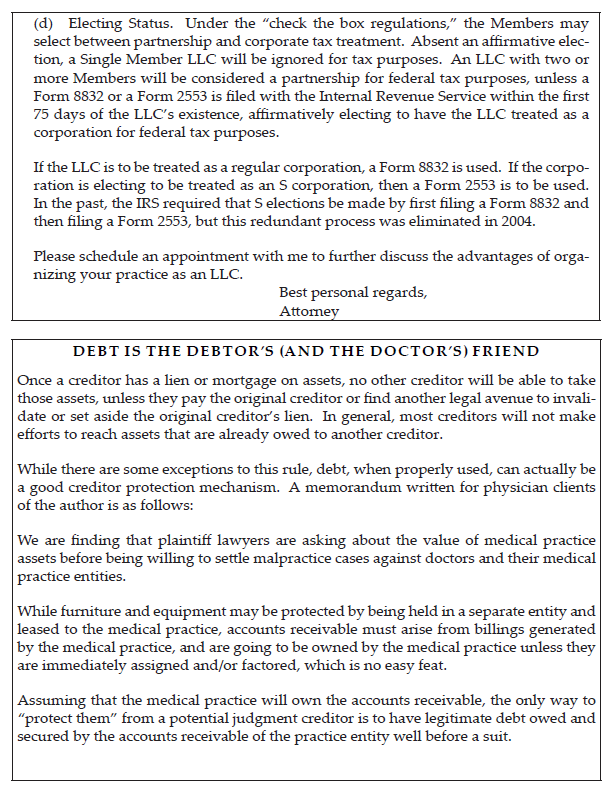 (d) Electing Status. Under the “check the box regulations,” the Members may
select between partnership and corporate tax treatment. Absent an affirmative elec-
tion, a Single Member LLC will be ignored for tax purposes. An LLC with two or
more Members will be considered a partnership for federal tax purposes, unless a
Form 8832 or a Form 2553 is filed with the Internal Revenue Service within the first
75 days of the LLC’s existence, affirmatively electing to have the LLC treated as a
corporation for federal tax purposes.
If the LLC is to be treated as a regular corporation, a Form 8832 is used. If the corpo-
ration is electing to be treated as an S corporation, then a Form 2553 is to be used.
In the past, the IRS required that S elections be made by first filing a Form 8832 and
then filing a Form 2553, but this redundant process was eliminated in 2004.
Please schedule an appointment with me to further discuss the advantages of orga-
nizing your practice as an LLC.
Best personal regards,
Attorney
DEBT IS THE DEBTOR’S (AND THE DOCTOR’S) FRIEND
Once a creditor has a lien or mortgage on assets, no other creditor will be able to take
those assets, unless they pay the original creditor or find another legal avenue to invali-
date or set aside the original creditor’s lien. In general, most creditors will not make
efforts to reach assets that are already owed to another creditor.
While there are some exceptions to this rule, debt, when properly used, can actually be
a good creditor protection mechanism. A memorandum written for physician clients
of the author is as follows:
We are finding that plaintiff lawyers are asking about the value of medical practice
assets before being willing to settle malpractice cases against doctors and their medical
practice entities.
While furniture and equipment may be protected by being held in a separate entity and
leased to the medical practice, accounts receivable must arise from billings generated
by the medical practice, and are going to be owned by the medical practice unless they
are immediately assigned and/or factored, which is no easy feat.
Assuming that the medical practice will own the accounts receivable, the only way to
“protect them” from a potential judgment creditor is to have legitimate debt owed and
secured by the accounts receivable of the practice entity well before a suit.